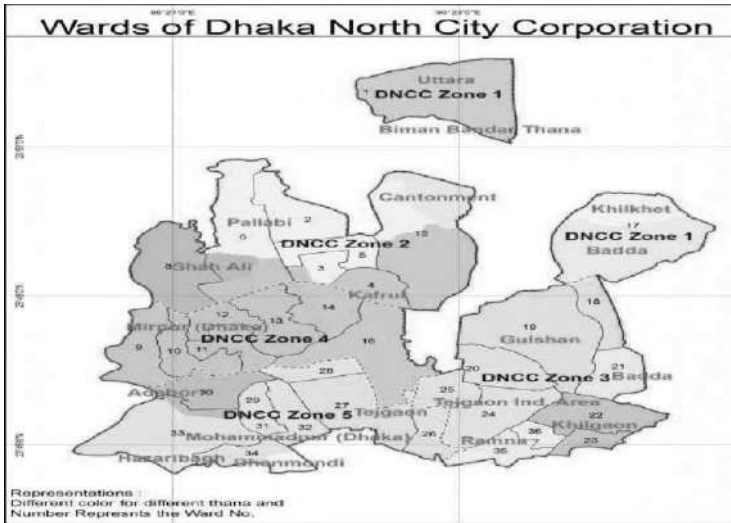 Wards of Dhaka North City Corporation
Uttara
1 DNCC Zone 1
Biman Bandar Thana
Cantonment
Pallabi
2
6
DNCC Zone 2
15
5
3
Khilkhet
17
DNCC Zone 1
Badda
8
Shah Ali
4
Kafrul
12
13
14
Mirpur (Dhaka)
9
10
11
DNCC Zone 4
16
18
19
Gulshan
20
21
DNCC Zone 3
Badda
28
Adabor
30
29
27
25
Tejgaon Ind. Area
DNCC Zone 5
Tejgaon
24
22
Khilgaon
31
32
26
33
Mohammadpur (Dhaka)
Ramna
36
23
35
Hazaribagh
34
Dhanmondi
Representations :
Different color for different thana and
Number Represnts the Ward No.